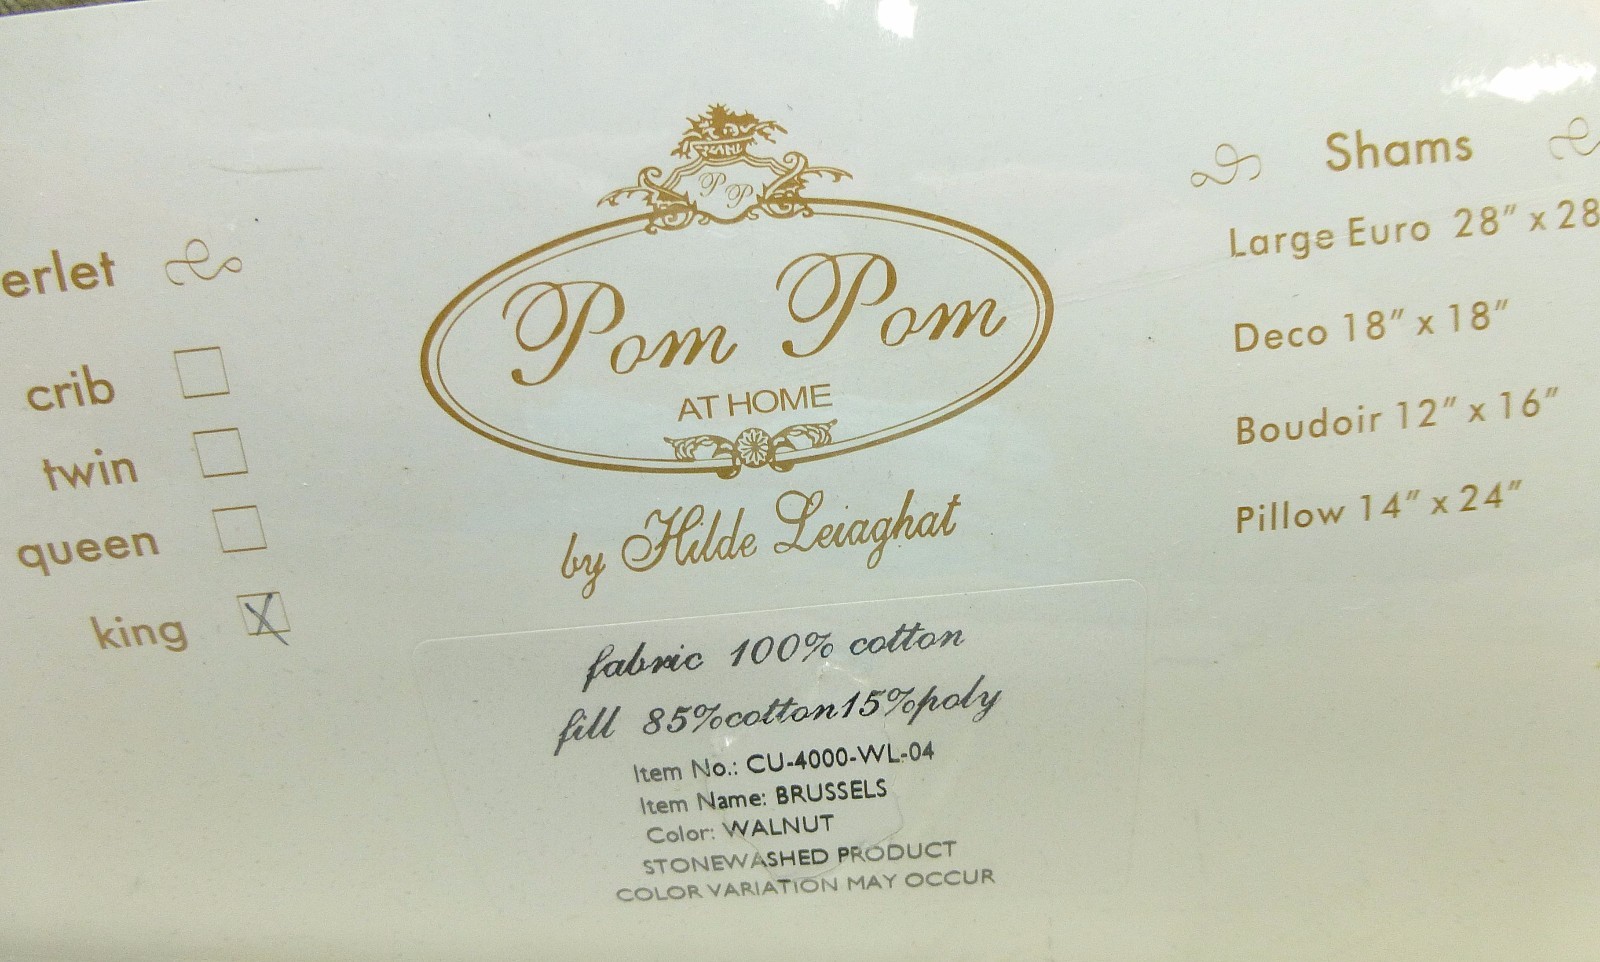 erlet
crib
twin
queen
king X
P P
Pom Pom
AT HOME
by Hilde Leiaghat
fabric 100% cotton
fill 85%cotton15%poly
Item No.: CU-4000-WL-04
Item Name: BRUSSELS
Color: WALNUT
STONEWASHED PRODUCT
COLOR VARIATION MAY OCCUR
Shams
Large Euro 28" x 28
Deco 18" x 18"
Boudoir 12" x 16"
Pillow 14" x 24"